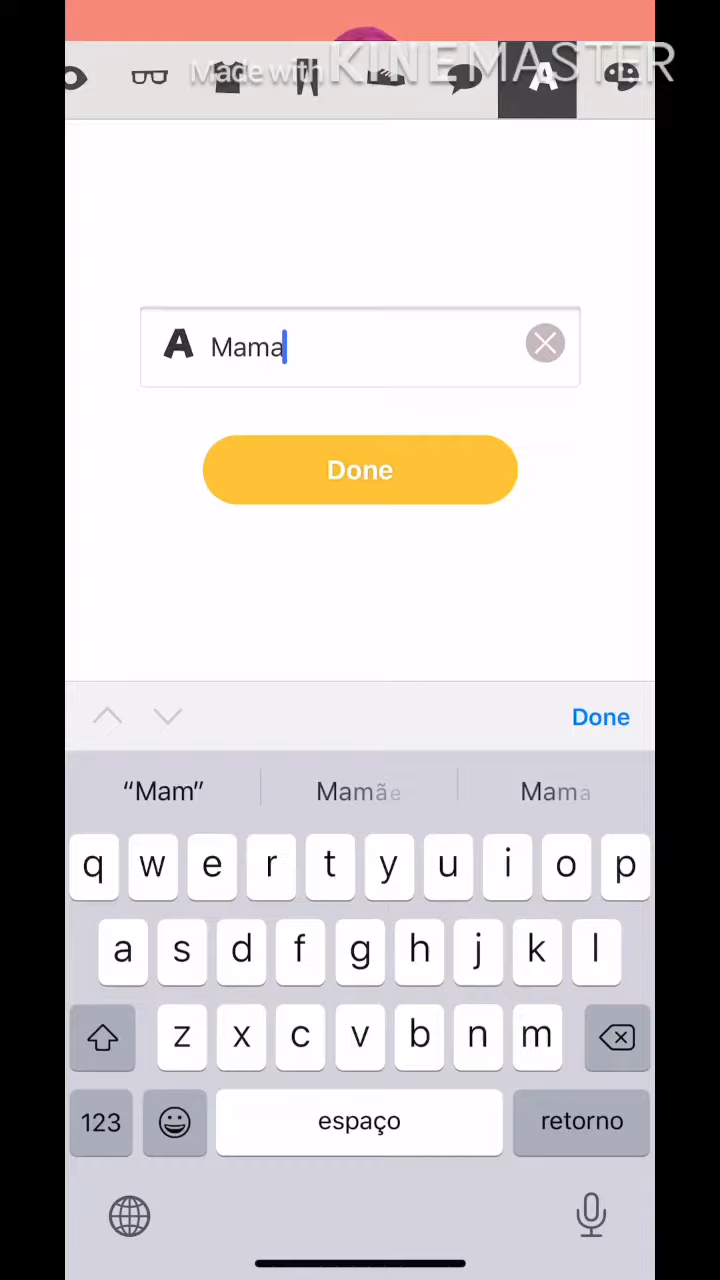 Made with KINEMASTER
A
A Mama
Done
Done
“Mam” Mamãe Mama
q w e r t y u i o p
a s d f g h j k l
z x c v b n m
123 espaço retorno